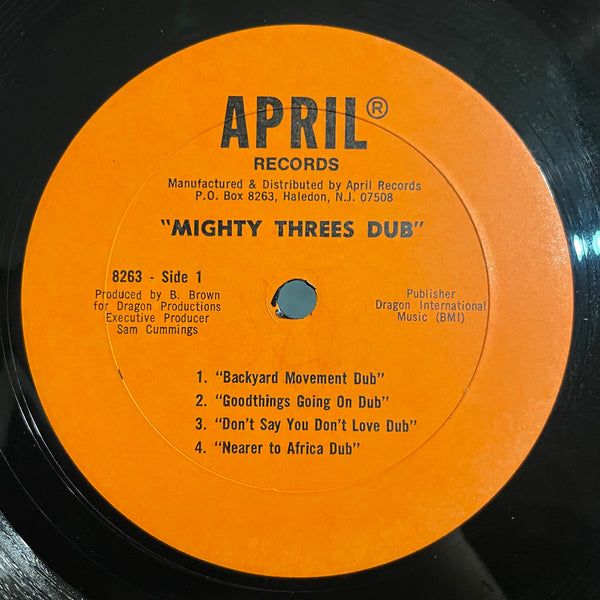 APRIL®
RECORDS
Manufactured & Distributed by April Records
P.O. Box 8263, Haledon, N.J. 07508
"MIGHTY THREES DUB"
8263 - Side 1
Produced by B. Brown
for Dragon Productions
Executive Producer
Sam Cummings
Publisher
Dragon International
Music (BMI)
1. "Backyard Movement Dub"
2. "Goodthings Going On Dub"
3. "Don't Say You Don't Love Dub"
4. "Nearer to Africa Dub"